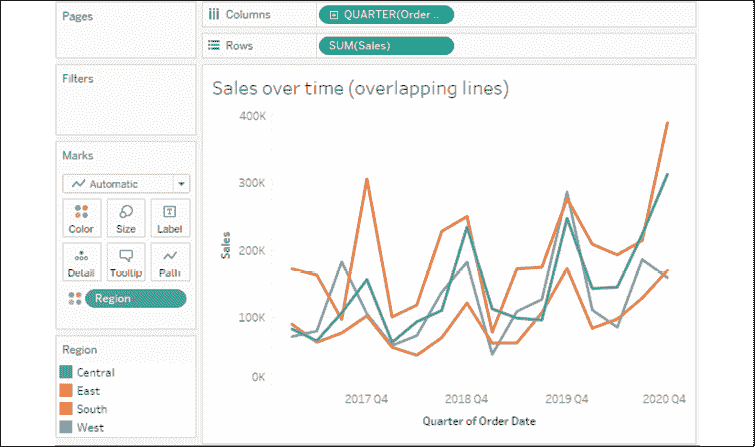 Pages
Columns
QUARTER(Order ..
Rows
SUM(Sales)
Filters
Marks
Automatic
Color
Size
Label
Detail
Tooltip
Path
Region
Region
Central
East
South
West
Sales over time (overlapping lines)
400K
300K
200K
100K
0K
Sales
2017 Q4
2018 Q4
2019 Q4
2020 Q4
Quarter of Order Date